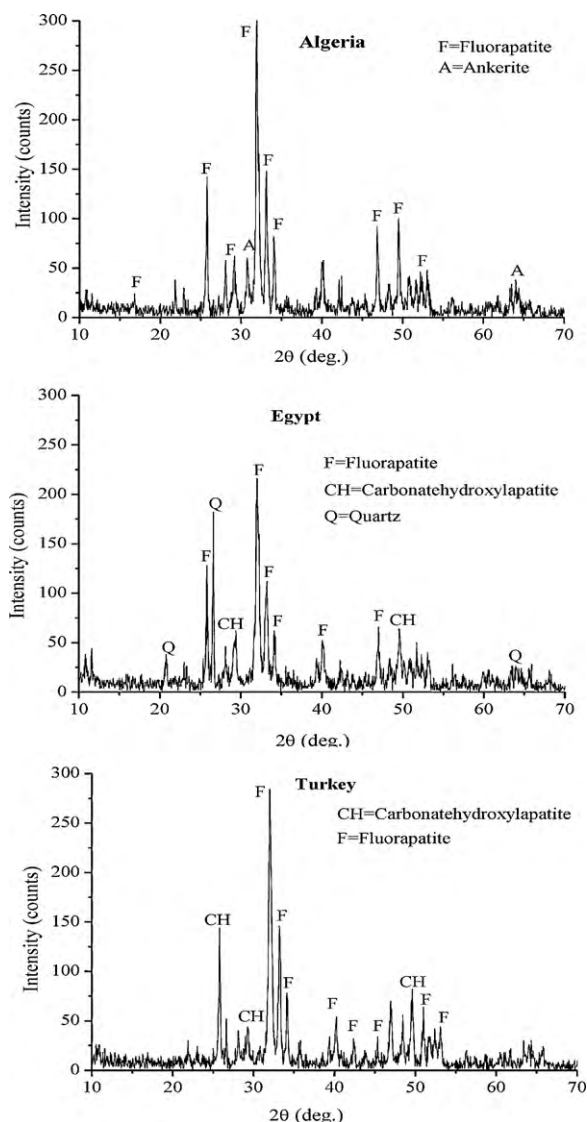 Algeria
F=Fluorapatite
A=Ankerite
Intensity (counts)
300
250
200
150
100
50
0
F
F
F
F
A
F
F
F
F
F
A
10 20 30 40 50 60 70
2θ (deg.)
Egypt
F=Fluorapatite
CH=Carbonatehydroxylapatite
Q=Quartz
Intensity (counts)
300
250
200
150
100
50
0
Q
F
Q
CH
F
F
F
F
F
CH
Q
10 20 30 40 50 60 70
2θ (deg.)
Turkey
CH=Carbonatehydroxylapatite
F=Fluorapatite
Intensity (counts)
300
250
200
150
100
50
0
CH
CH
F
F
F
F
F
F
CH
F
F
10 20 30 40 50 60 70
2θ (deg.)